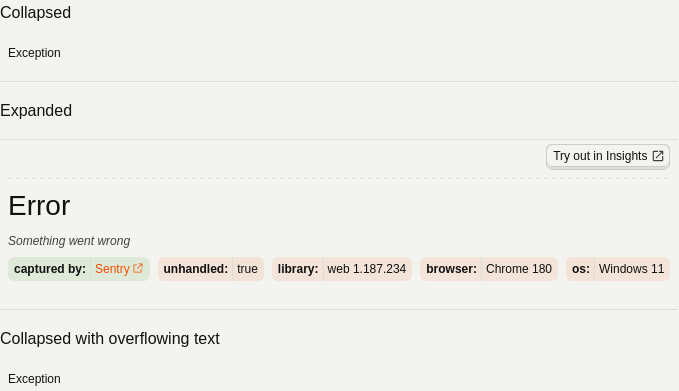 Collapsed
Exception
Expanded
Try out in Insights
Error
Something went wrong
captured by: Sentry unhandled: true library: web 1.187.234 browser: Chrome 180 os: Windows 11
Collapsed with overflowing text
Exception